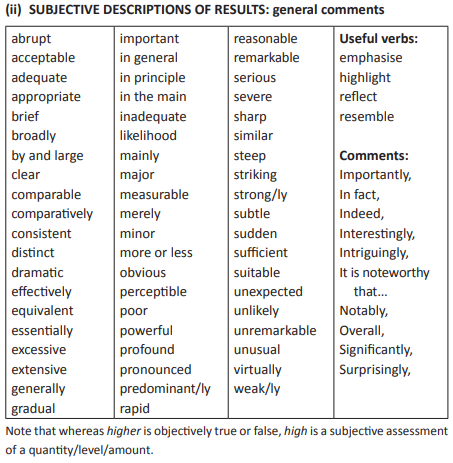 (ii) SUBJECTIVE DESCRIPTIONS OF RESULTS: general comments
abrupt
acceptable
adequate
appropriate
brief
broadly
by and large
clear
comparable
comparatively
consistent
distinct
dramatic
effectively
equivalent
essentially
excessive
extensive
generally
gradual
important
in general
in principle
in the main
inadequate
likelihood
mainly
major
measurable
merely
minor
more or less
obvious
perceptible
poor
powerful
profound
pronounced
predominant/ly
rapid
reasonable
remarkable
serious
severe
sharp
similar
steep
striking
strong/ly
subtle
sudden
sufficient
suitable
unexpected
unlikely
unremarkable
unusual
virtually
weak/ly
Useful verbs:
emphasise
highlight
reflect
resemble
Comments:
Importantly,
In fact,
Indeed,
Interestingly,
Intriguingly,
It is noteworthy
that...
Notably,
Overall,
Significantly,
Surprisingly,
Note that whereas higher is objectively true or false, high is a subjective assessment
of a quantity/level/amount.